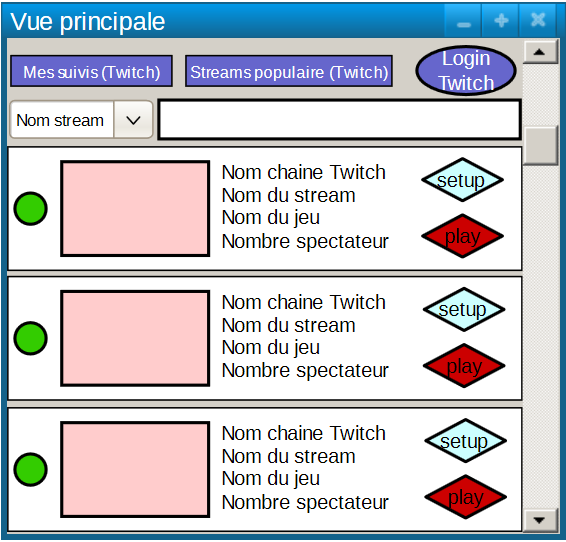 Vue principale
Mes suivis (Twitch)
Streams populaire (Twitch)
Login
Twitch
Nom stream
Nom chaine Twitch
Nom du stream
Nom du jeu
Nombre spectateur
setup
play
Nom chaine Twitch
Nom du stream
Nom du jeu
Nombre spectateur
setup
play
Nom chaine Twitch
Nom du stream
Nom du jeu
Nombre spectateur
setup
play